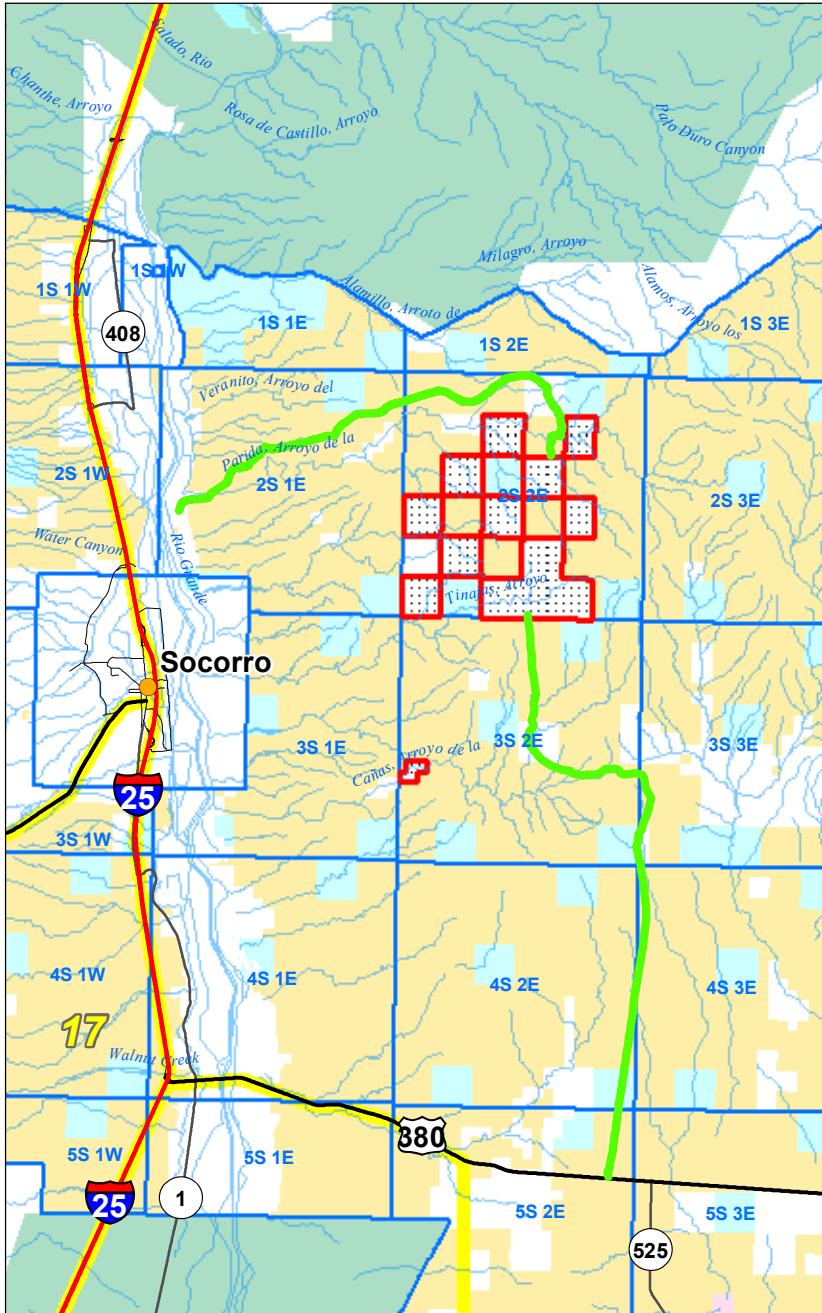 Salado, Rio
Chanthe, Arroyo
Rosa de Castillo, Arroyo
Palo Duro Canyon
Milagro, Arroyo
1S 1W
1S 1W
Alamillo, Arroto de
Alamos, Arroyo los
408
1S 1E
1S 2E
1S 3E
Veranito, Arroyo del
Parida, Arroyo de la
2S 1W
2S 1E
2S 2E
2S 3E
Water Canyon
Rio Grande
Tinajas, Arroyo
Socorro
3S 1E
Cañas, Arroyo de la
3S 2E
3S 3E
25
3S 1W
4S 1W
4S 1E
4S 2E
4S 3E
17
Walnut Creek
380
5S 1W
5S 1E
25
1
5S 2E
5S 3E
525